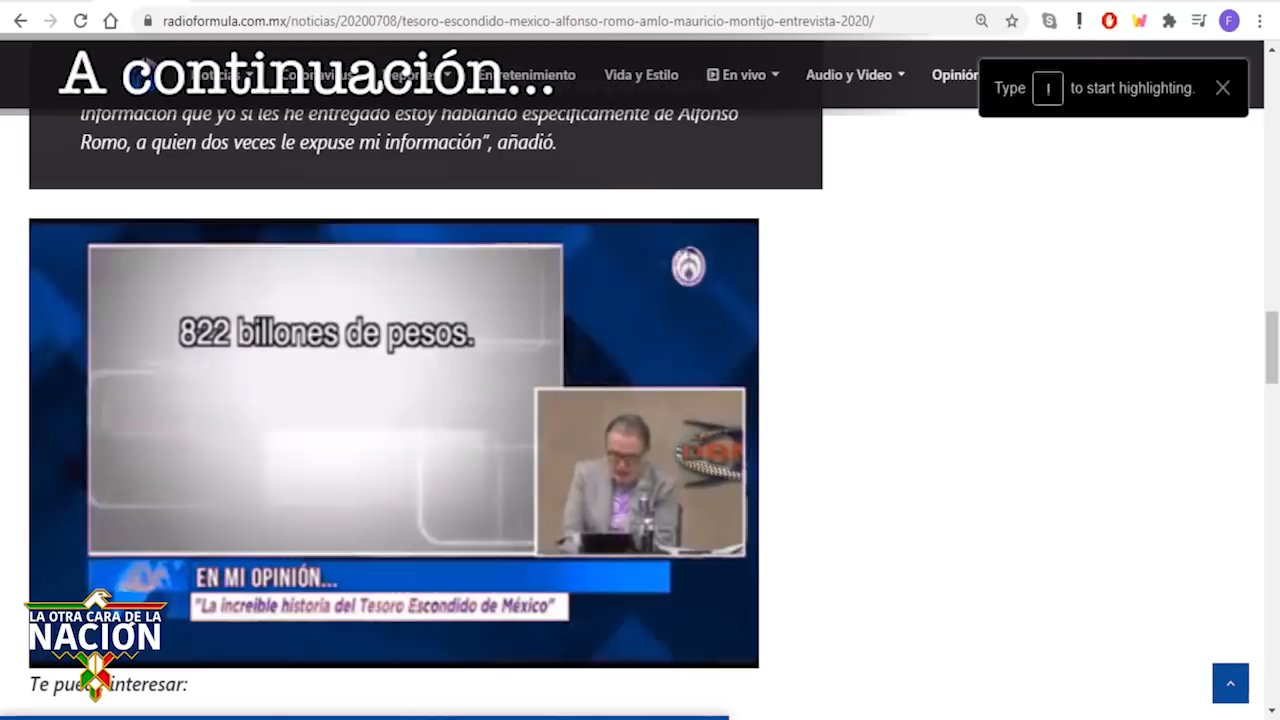 radioformula.com.mx/noticias/20200708/tesoro-escondido-mexico-alfonso-romo-amlo-mauricio-montijo-entrevista-2020/
A continuación...
Entretenimiento Vida y Estilo En vivo Audio y Video Opinión
Type ! to start highlighting.
información que yo sí les he entregado estoy hablando específicamente de Alfonso
Romo, a quien dos veces le expuse mi información”, añadió.
822 billones de pesos.
EN MI OPINIÓN...
"La increíble historia del Tesoro Escondido de México"
LA OTRA CARA DE LA
NACIÓN
Te interesar: